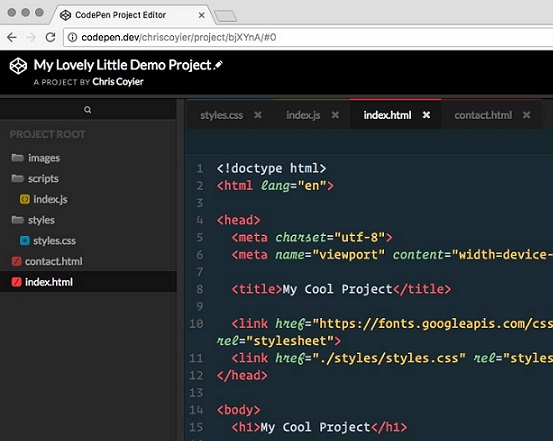 CodePen Project Editor
codepen.dev/chriscoyier/project/bjXYnA/#0
My Lovely Little Demo Project
A PROJECT BY Chris Coyier
styles.css
index.js
index.html
contact.html
PROJECT ROOT
images
scripts
index.js
styles
styles.css
contact.html
index.html
1 <!doctype html>
2 <html lang="en">
3
4 <head>
5 <meta charset="utf-8">
6 <meta name="viewport" content="width=device-
7
8 <title>My Cool Project</title>
9
10 <link href="https://fonts.googleapis.com/css
rel="stylesheet">
11 <link href="./styles/styles.css" rel="styles
12 </head>
13
14 <body>
15 <h1>My Cool Project</h1>